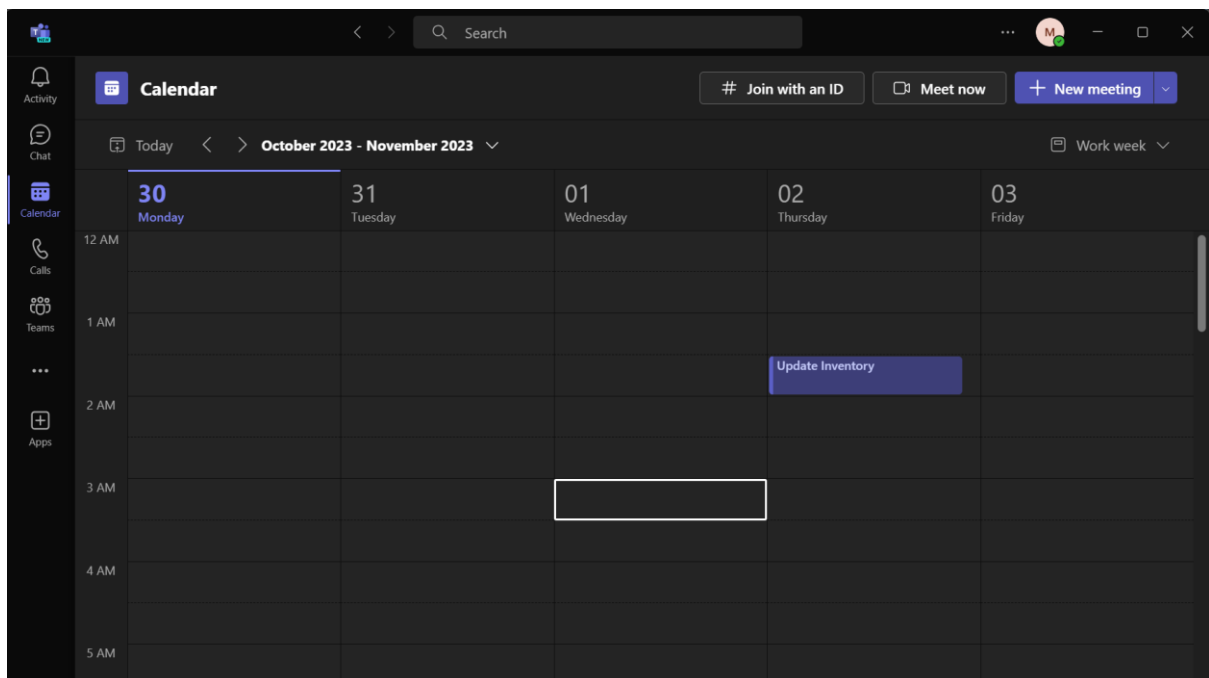 Search
M
Activity
Calendar
# Join with an ID
Meet now
New meeting
Chat
Today
October 2023 - November 2023
Work week
Calendar
30
Monday
31
Tuesday
01
Wednesday
02
Thursday
03
Friday
12 AM
Calls
Teams
1 AM
Update Inventory
2 AM
Apps
3 AM
4 AM
5 AM